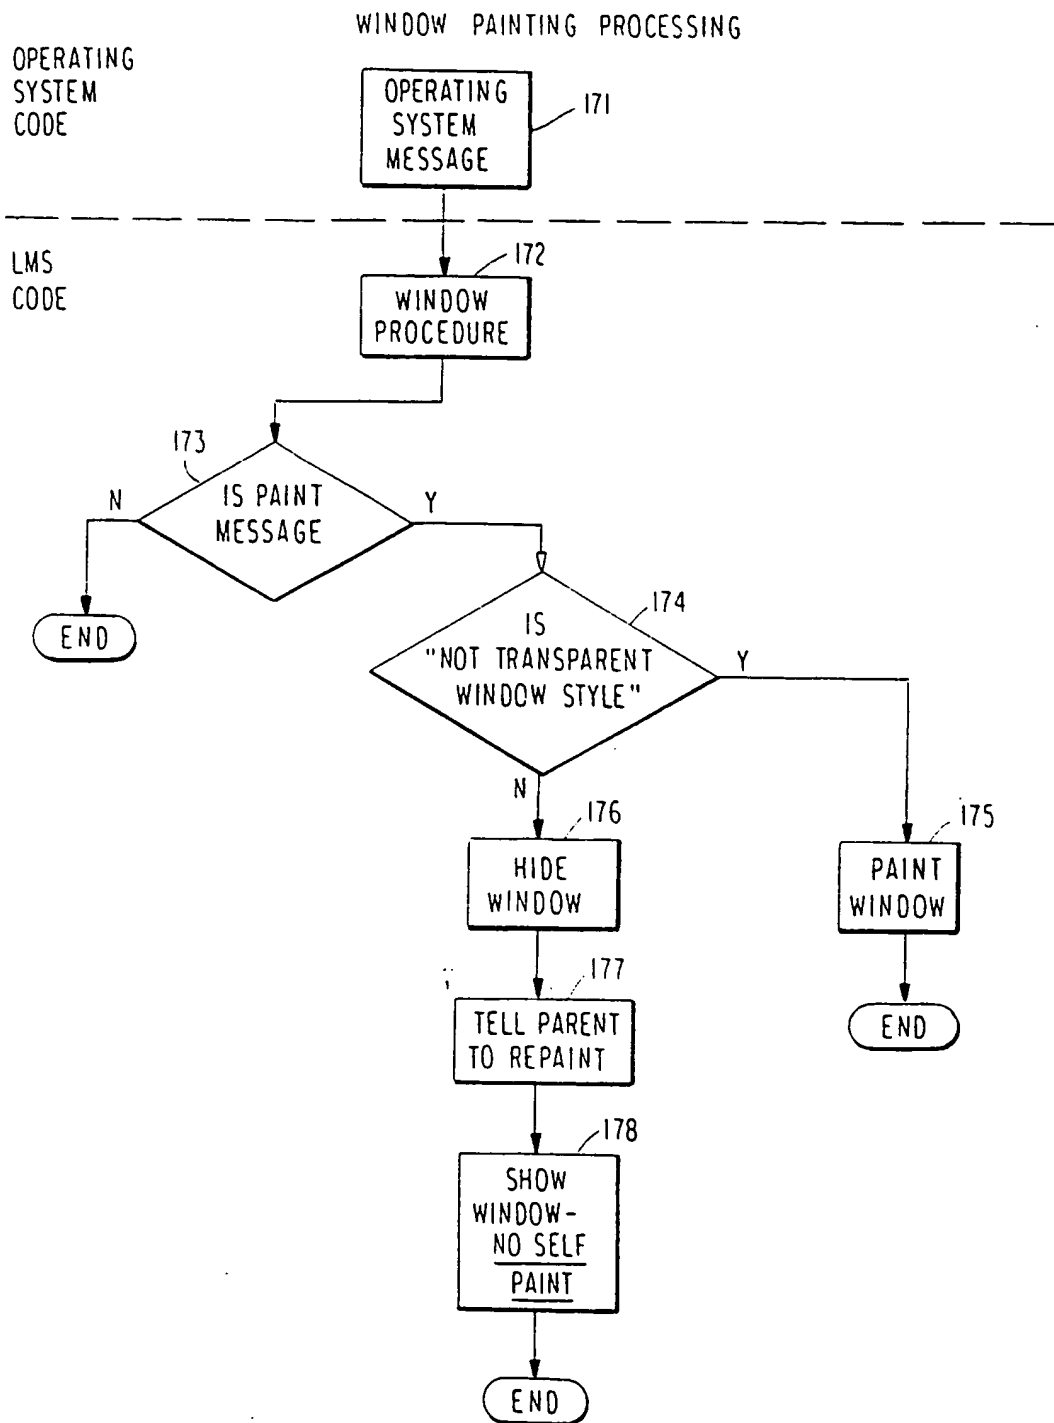 WINDOW PAINTING PROCESSING
OPERATING
SYSTEM
CODE
OPERATING
SYSTEM
MESSAGE
171
LMS
CODE
172
WINDOW
PROCEDURE
173
N
IS PAINT
MESSAGE
Y
END
174
IS
"NOT TRANSPARENT
WINDOW STYLE"
Y
N
176
HIDE
WINDOW
175
PAINT
WINDOW
177
TELL PARENT
TO REPAINT
END
178
SHOW
WINDOW-
NO SELF
PAINT
END